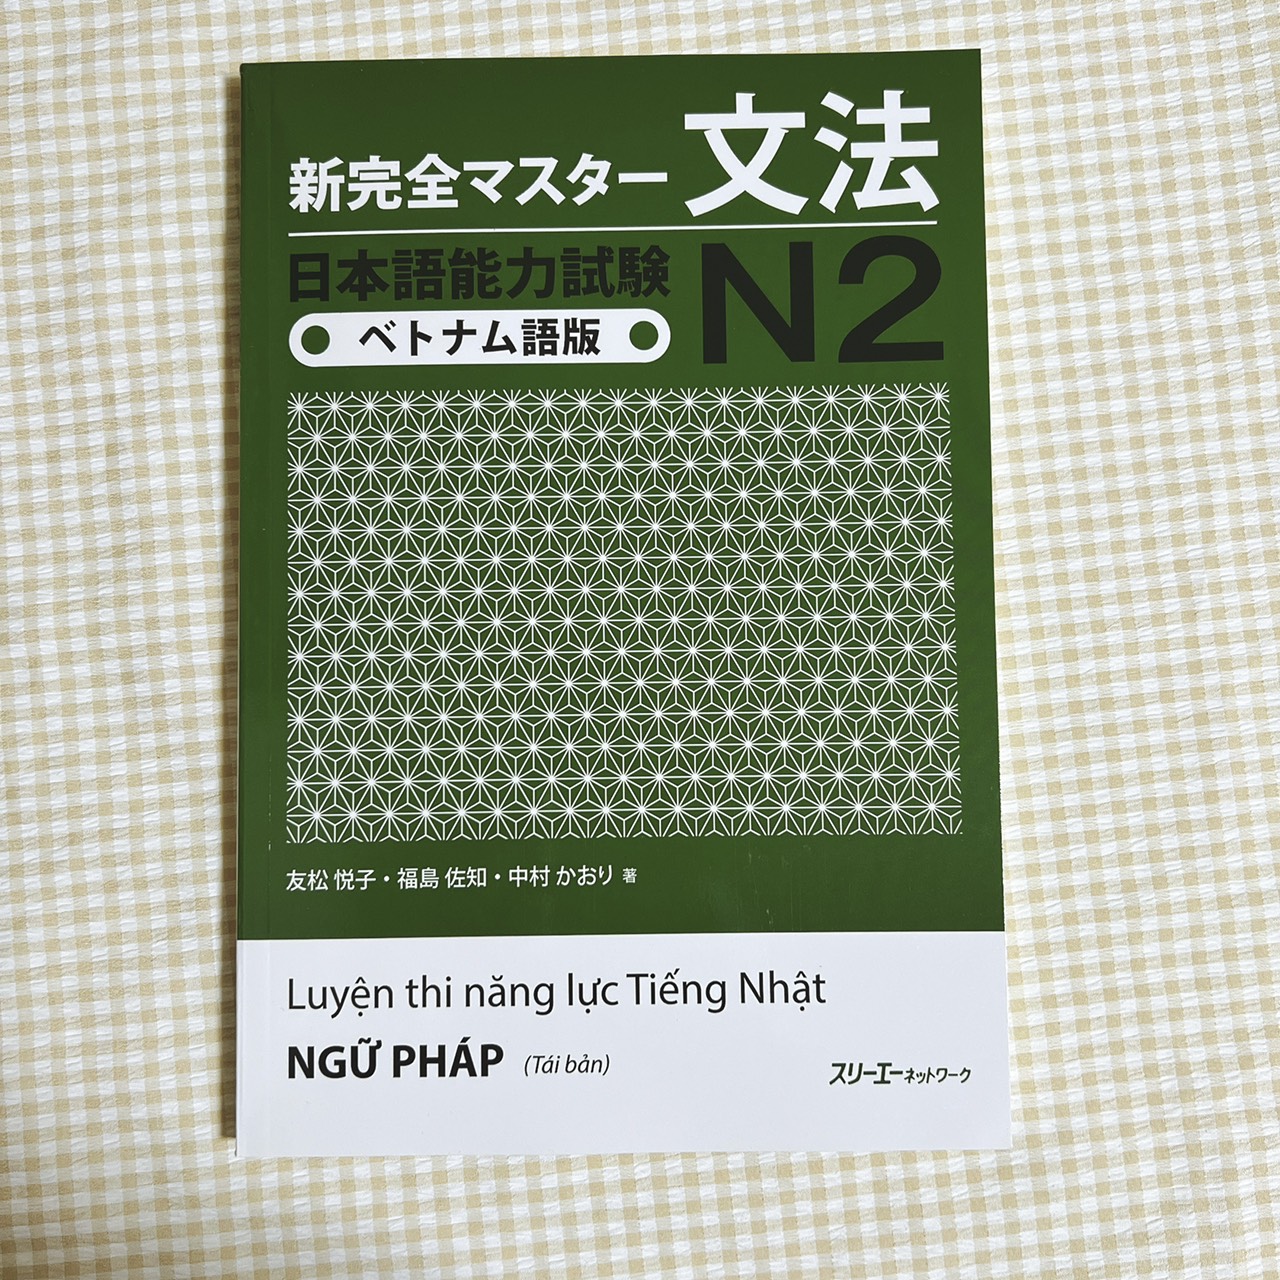 新完全マスター 文法
日本語能力試験 N2
ベトナム語版
友松 悦子・福島 佐知・中村 かおり 著
Luyện thi năng lực Tiếng Nhật
NGỮ PHÁP (Tái bản)
スリーエーネットワーク